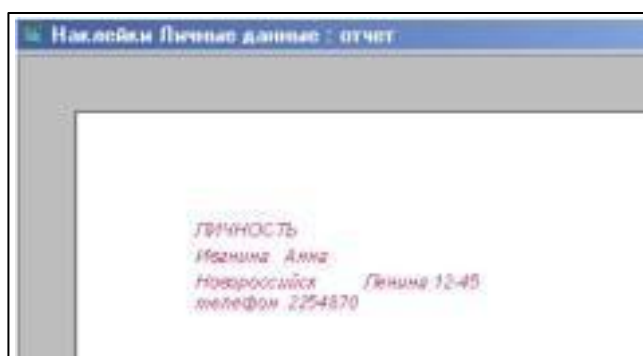 Наклейки Личные данные : отчет
ЛИЧНОСТЬ
Иванина Анна
Новороссийск Ленина 12-45
телефон 2254870